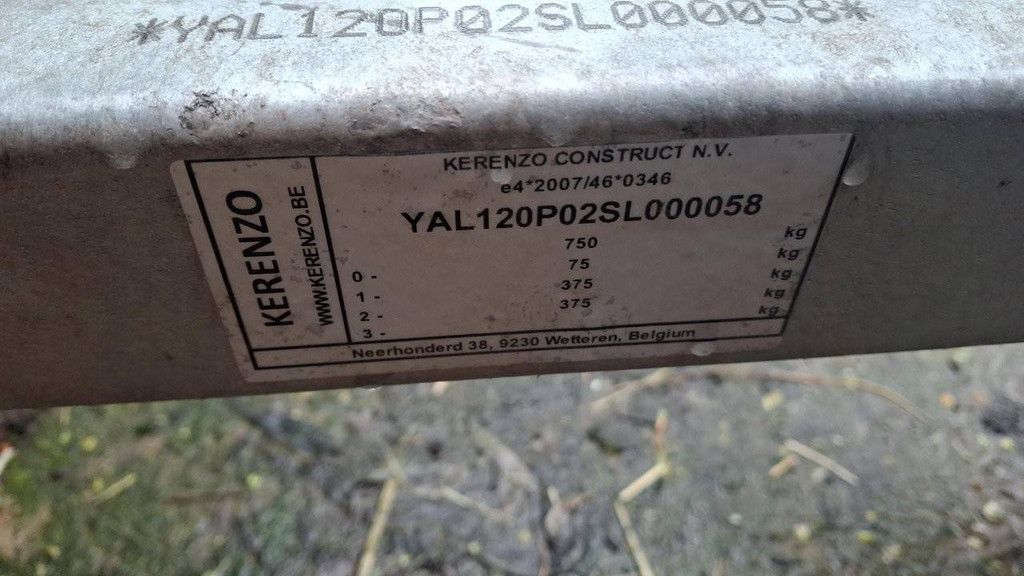 *YAL120P02SL000058*
KERENZO
WWW.KERENZO.BE
KERENZO CONSTRUCT N.V.
e4*2007/46*0346
YAL120P02SL000058
750 kg
0 - 75 kg
1 - 375 kg
2 - 375 kg
3 - kg
Neerhonderd 38, 9230 Wetteren, Belgium